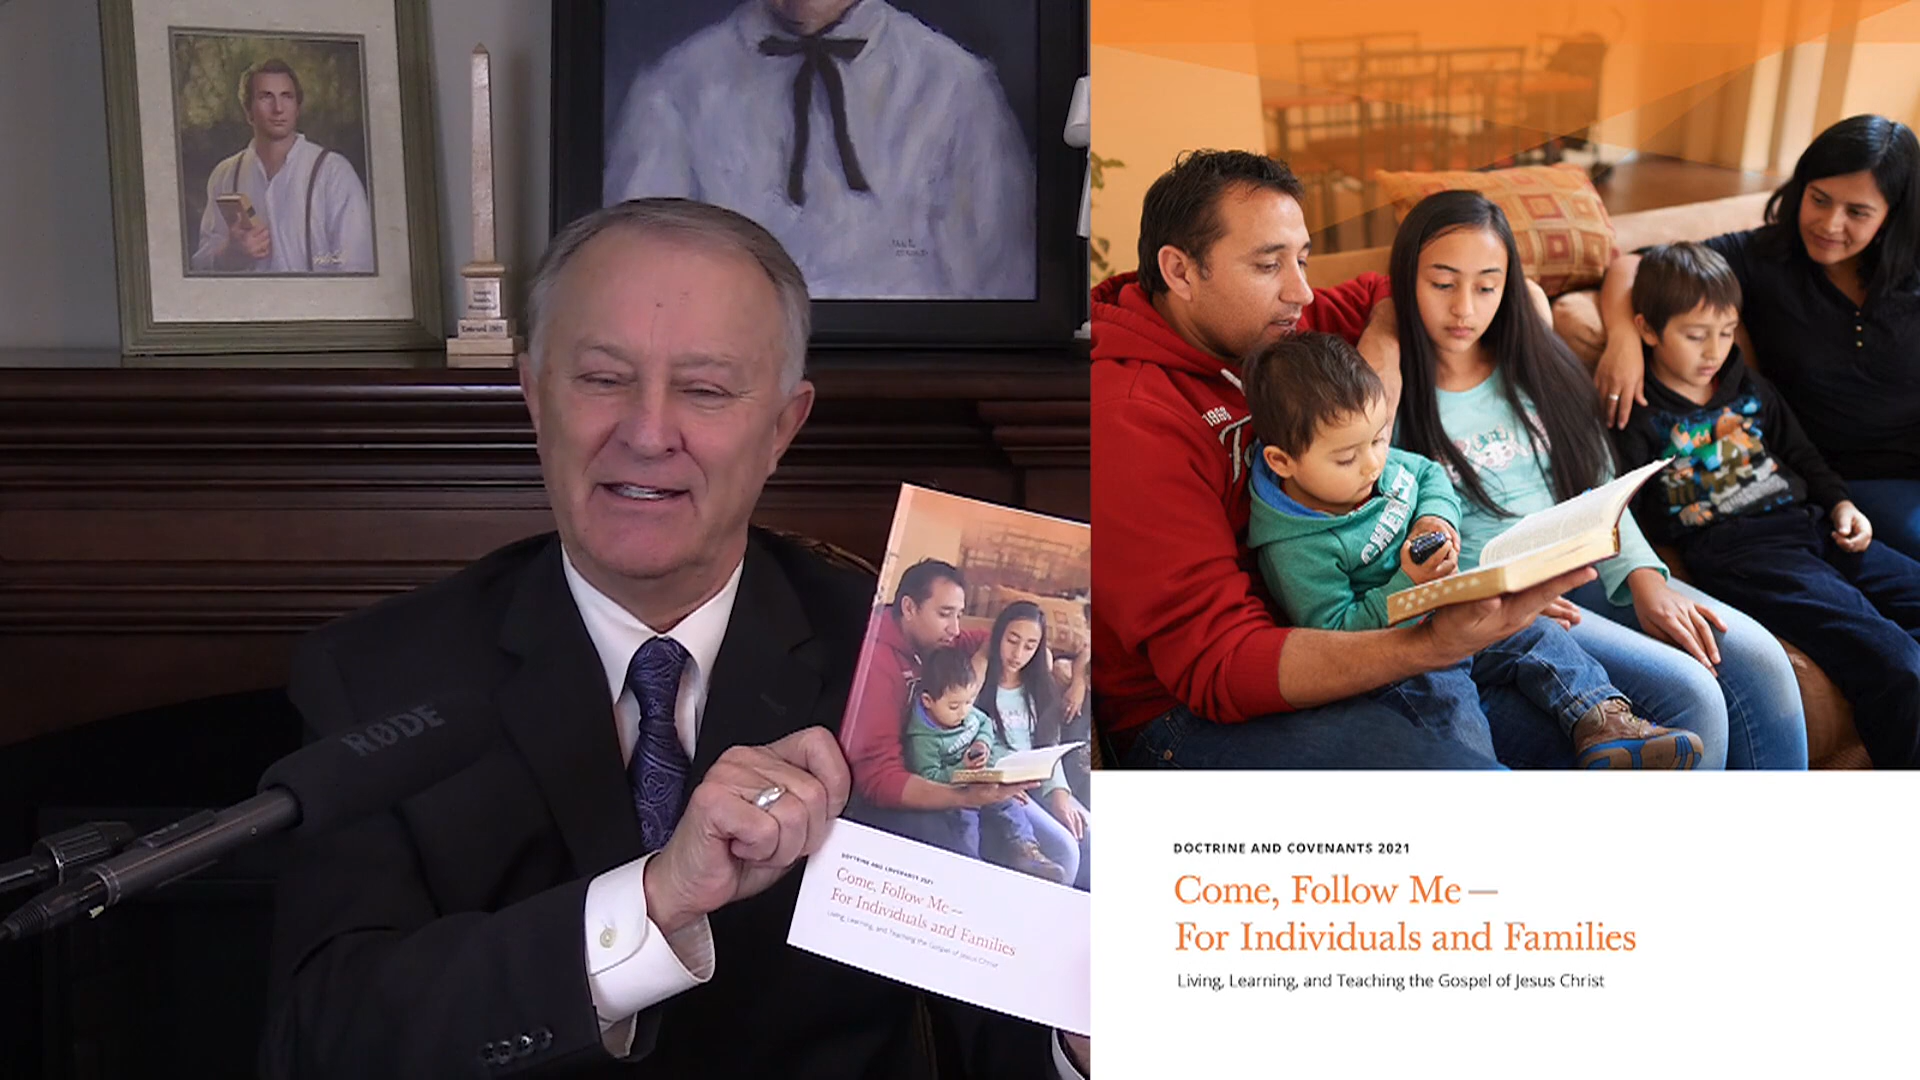 RØDE
DOCTRINE AND COVENANTS 2021
Come, Follow Me—
For Individuals and Families
Living, Learning, and Teaching the Gospel of Jesus Christ
1969
CHEEKY
DOCTRINE AND COVENANTS 2021
Come, Follow Me—
For Individuals and Families
Living, Learning, and Teaching the Gospel of Jesus Christ